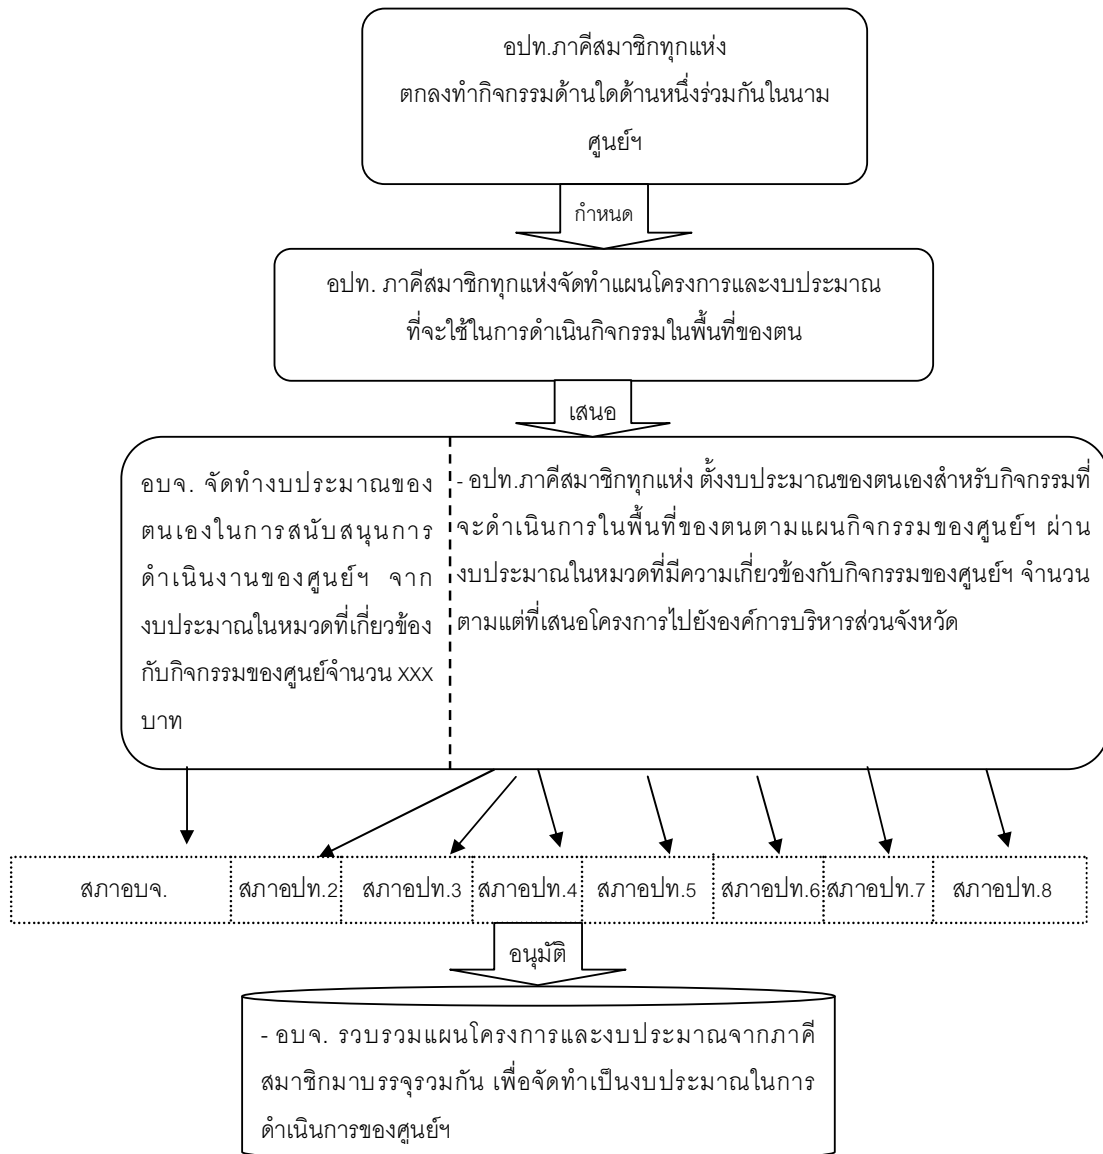 อปท.ภาคีสมาชิกทุกแห่ง
ตกลงทำกิจกรรมด้านใดด้านหนึ่งร่วมกันในนาม
ศูนย์ฯ
กำหนด
อปท. ภาคีสมาชิกทุกแห่งจัดทำแผนโครงการและงบประมาณ
ที่จะใช้ในการดำเนินกิจกรรมในพื้นที่ของตน
เสนอ
อบจ. จัดทำงบประมาณของ
ตนเองในการสนับสนุนการ
ดำเนินงานของศูนย์ฯ จาก
งบประมาณในหมวดที่เกี่ยวข้อง
กับกิจกรรมของศูนย์จำนวน xxx
บาท
- อปท.ภาคีสมาชิกทุกแห่ง ตั้งงบประมาณของตนเองสำหรับกิจกรรมที่
จะดำเนินการในพื้นที่ของตนตามแผนกิจกรรมของศูนย์ฯ ผ่าน
งบประมาณในหมวดที่มีความเกี่ยวข้องกับกิจกรรมของศูนย์ฯ จำนวน
ตามแต่ที่เสนอโครงการไปยังองค์การบริหารส่วนจังหวัด
สภาอบจ. สภาอปท.2 สภาอปท.3 สภาอปท.4 สภาอปท.5 สภาอปท.6 สภาอปท.7 สภาอปท.8
อนุมัติ
- อบจ. รวบรวมแผนโครงการและงบประมาณจากภาคี
สมาชิกมาบรรจุรวมกัน เพื่อจัดทำเป็นงบประมาณในการ
ดำเนินการของศูนย์ฯ